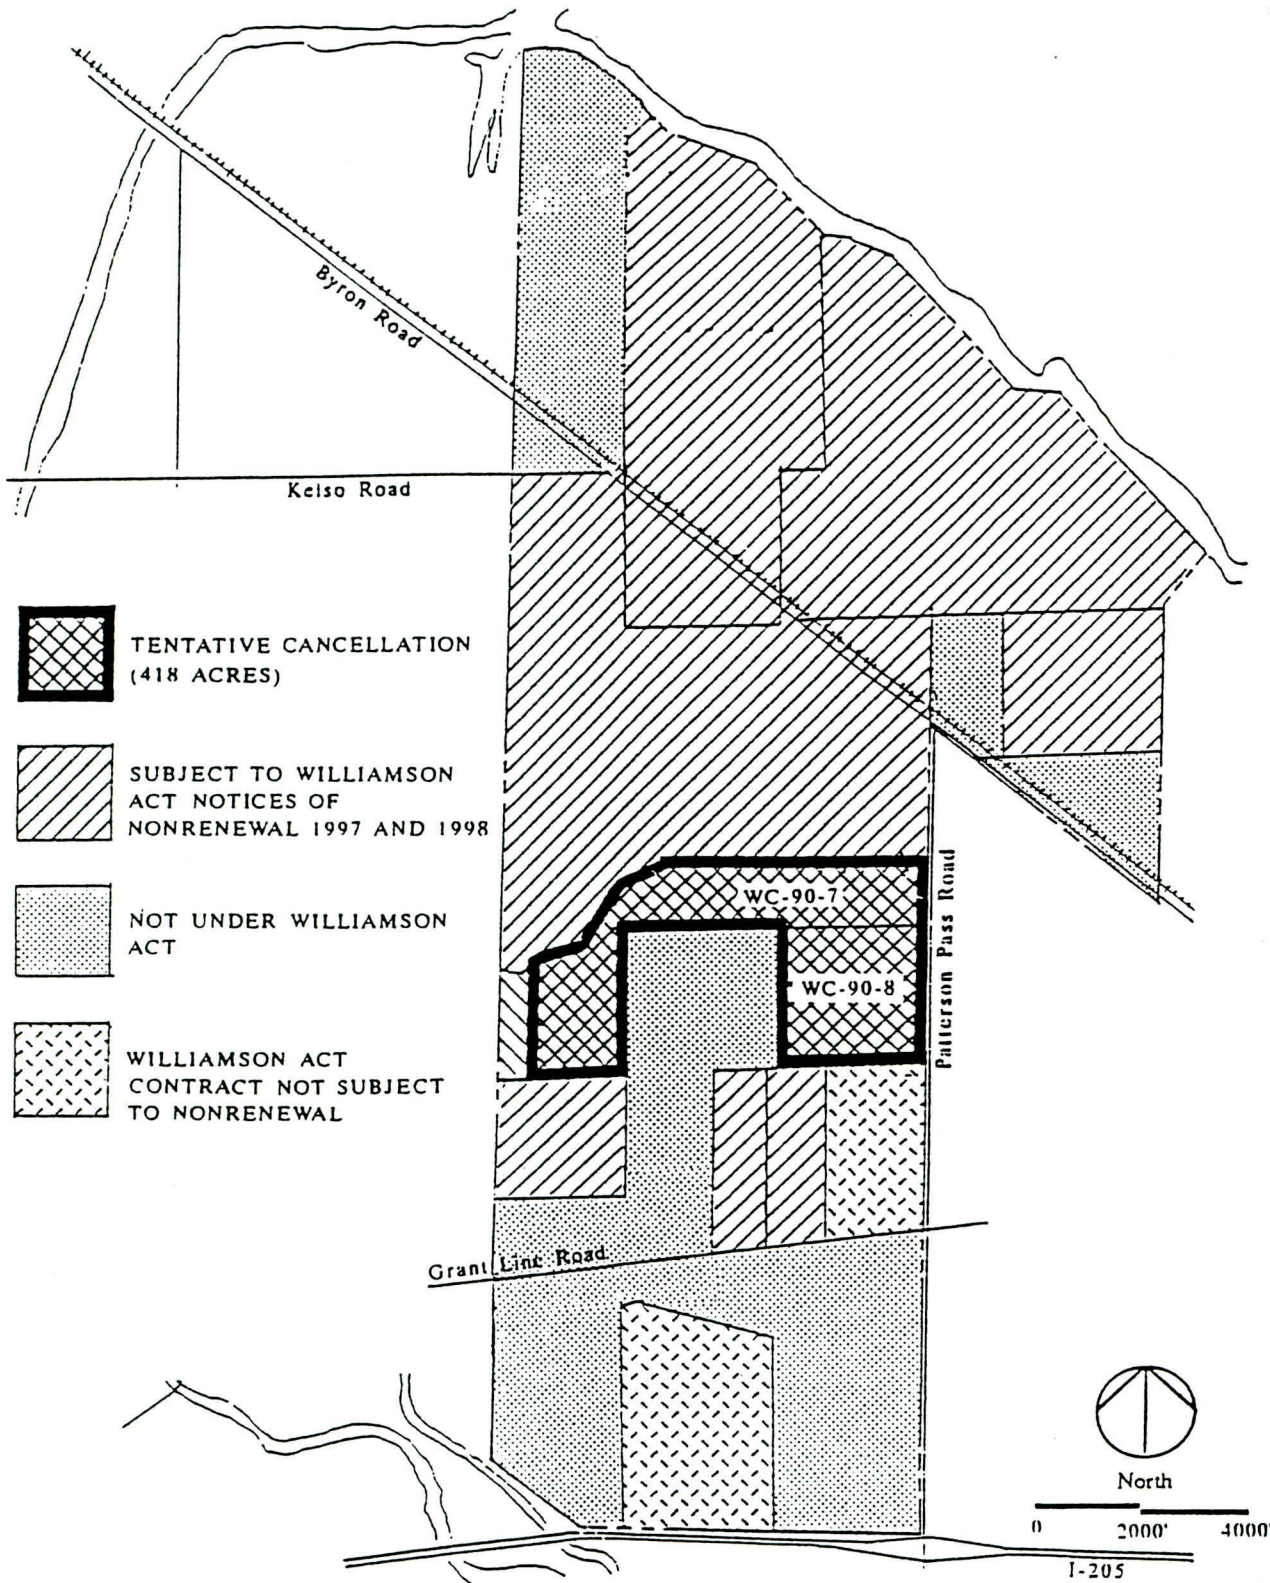 Byron Road
Kelso Road
TENTATIVE CANCELLATION
(418 ACRES)
SUBJECT TO WILLIAMSON
ACT NOTICES OF
NONRENEWAL 1997 AND 1998
WC-90-7
Patterson Pass Road
NOT UNDER WILLIAMSON
ACT
WC-90-8
WILLIAMSON ACT
CONTRACT NOT SUBJECT
TO NONRENEWAL
Grant Line Road
North
0 2000' 4000'
I-205